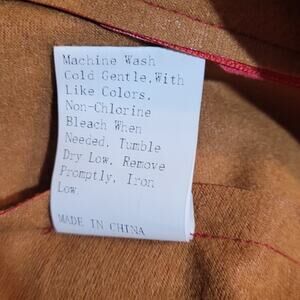 Machine Wash
Cold Gentle.With
Like Colors.
Non-Chlorine
Bleach When
Needed. Tumble
Dry Low. Remove
Promptly. Iron
Low.
MADE IN CHINA